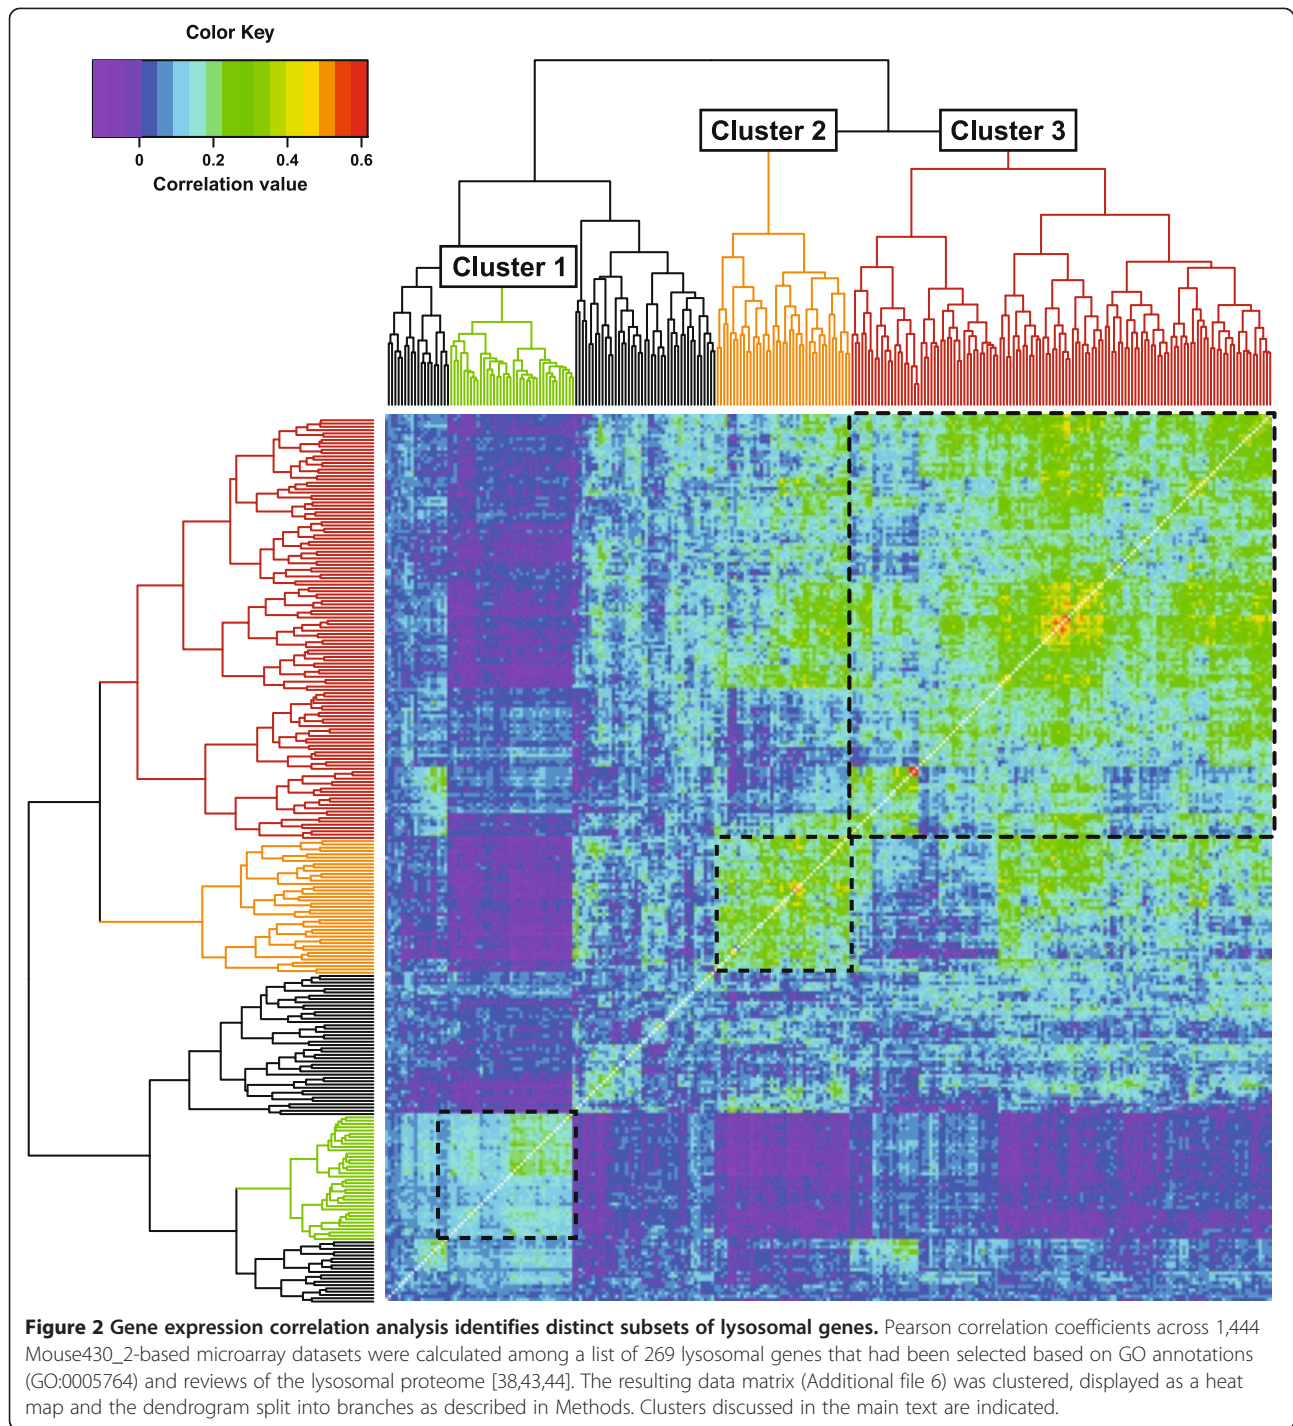 Color Key
0 0.2 0.4 0.6
Correlation value
Cluster 2
Cluster 3
Cluster 1
Figure 2 Gene expression correlation analysis identifies distinct subsets of lysosomal genes. Pearson correlation coefficients across 1,444
Mouse430_2-based microarray datasets were calculated among a list of 269 lysosomal genes that had been selected based on GO annotations
(GO:0005764) and reviews of the lysosomal proteome [38,43,44]. The resulting data matrix (Additional file 6) was clustered, displayed as a heat
map and the dendrogram split into branches as described in Methods. Clusters discussed in the main text are indicated.